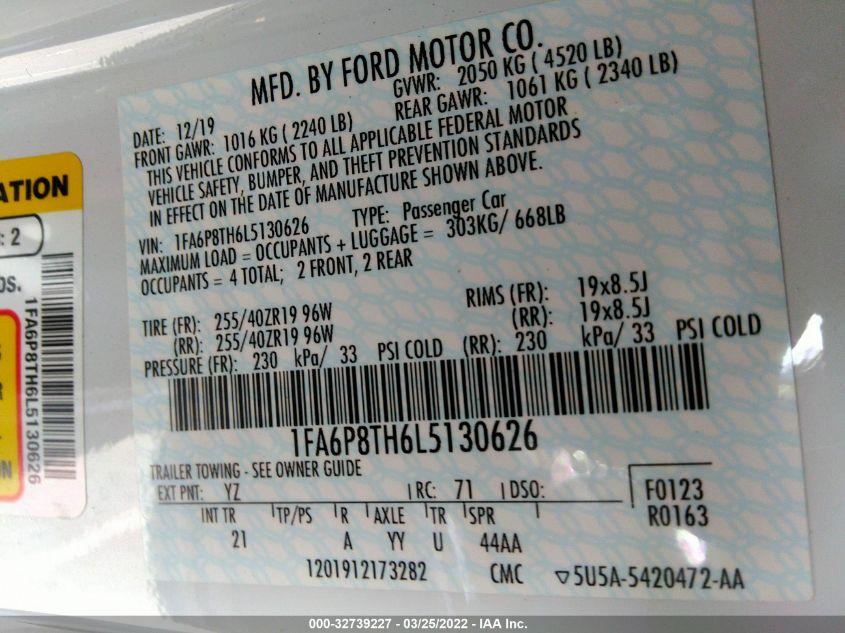 MFD. BY FORD MOTOR CO.
DATE: 12/19 GVWR: 2050 KG ( 4520 LB)
FRONT GAWR: 1016 KG ( 2240 LB) REAR GAWR: 1061 KG ( 2340 LB)
THIS VEHICLE CONFORMS TO ALL APPLICABLE FEDERAL MOTOR
VEHICLE SAFETY, BUMPER, AND THEFT PREVENTION STANDARDS
IN EFFECT ON THE DATE OF MANUFACTURE SHOWN ABOVE.
VIN: 1FA6P8TH6L5130626 TYPE: Passenger Car
MAXIMUM LOAD = OCCUPANTS + LUGGAGE = 303KG/ 668LB
OCCUPANTS = 4 TOTAL; 2 FRONT, 2 REAR
TIRE (FR): 255/40ZR19 96W RIMS (FR): 19x8.5J
(RR): 255/40ZR19 96W (RR): 19x8.5J
PRESSURE (FR): 230 kPa/ 33 PSI COLD (RR): 230 kPa/ 33 PSI COLD
1FA6P8TH6L5130626
TRAILER TOWING - SEE OWNER GUIDE
EXT PNT: YZ RC: 71 DSO: F0123
INT TR TP/PS R AXLE TR SPR R0163
21 A YY U 44AA
1201912173282 CMC ▽5U5A-5420472-AA
ATION
: 2
OS.
1FA6P8TH6L5130626
N
000-32739227 - 03/25/2022 - IAA Inc.